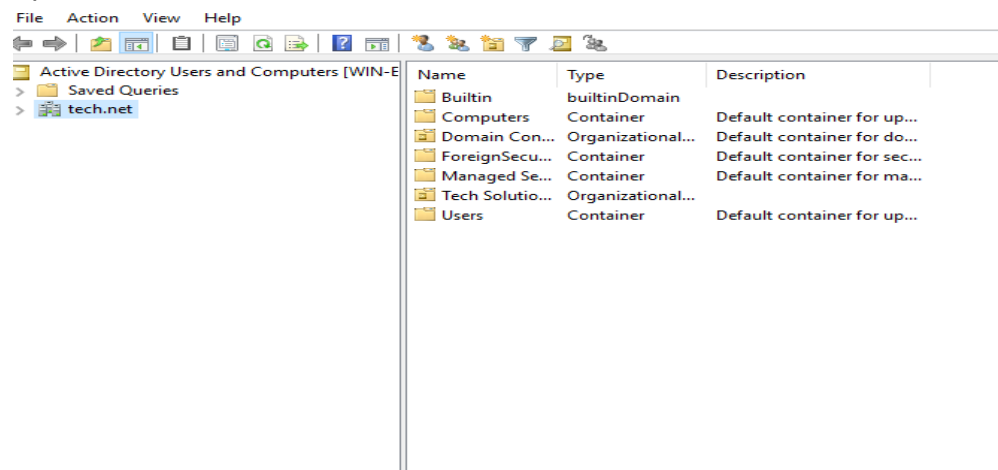 File Action View Help
Active Directory Users and Computers [WIN-E
Saved Queries
tech.net
Name Type Description
Builtin builtinDomain
Computers Container Default container for up...
Domain Con... Organizational... Default container for do...
ForeignSecu... Container Default container for sec...
Managed Se... Container Default container for ma...
Tech Solutio... Organizational...
Users Container Default container for up...